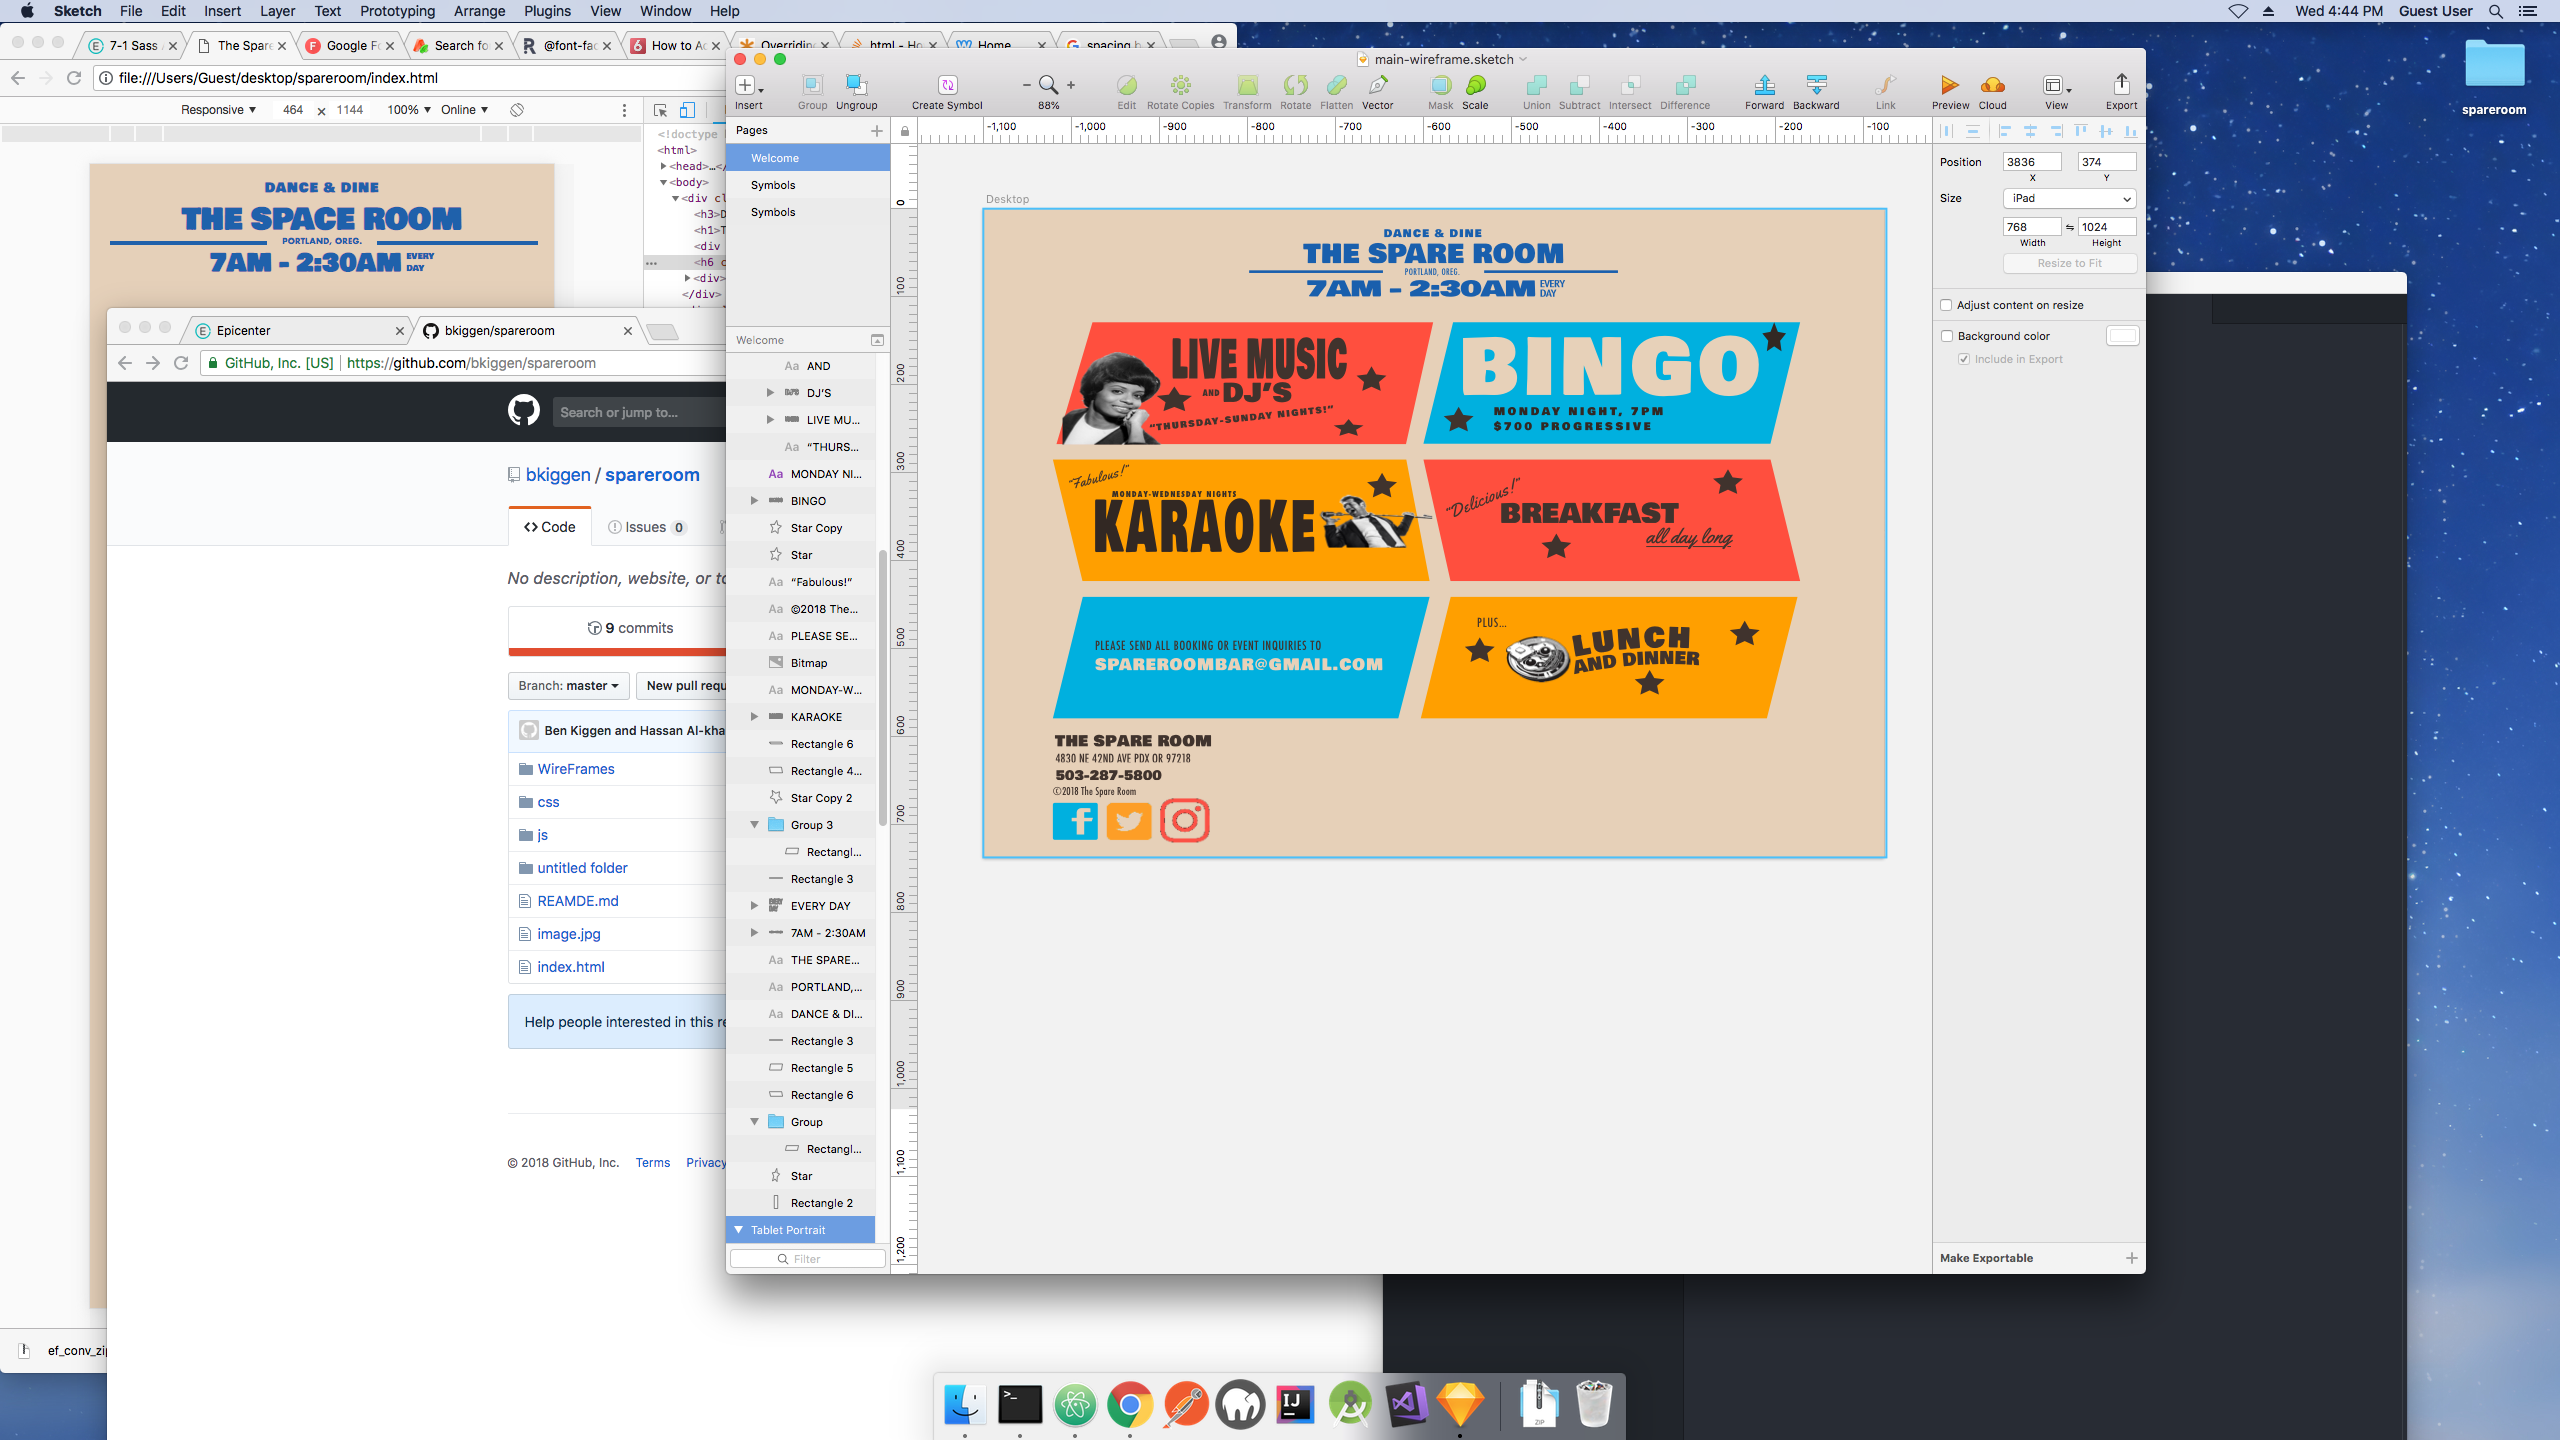 Sketch File Edit Insert Layer Text Prototyping Arrange Plugins View Window Help
Wed 4:44 PM Guest User
7-1 Sass
The Spare
Google Fo
Search fo
@font-fac
How to Ac
Overridin
html - Ho
Home
spacing b
file:///Users/Guest/desktop/spareroom/index.html
Responsive 464 x 1144 100% Online
<!doctype
<html>
<head>…</
<body>
<div cl
<h3>D
<h1>T
<div
<h6 c
<div>
</div>
DANCE & DINE
THE SPACE ROOM
PORTLAND, OREG.
7AM - 2:30AM EVERY
DAY
Epicenter
bkiggen/spareroom
GitHub, Inc. [US] https://github.com/bkiggen/spareroom
Search or jump to...
bkiggen / spareroom
Code
Issues 0
No description, website, or to
9 commits
Branch: master
New pull requ
Ben Kiggen and Hassan Al-kha
WireFrames
css
js
untitled folder
REAMDE.md
image.jpg
index.html
Help people interested in this re
© 2018 GitHub, Inc. Terms Privacy
ef_conv_zip
main-wireframe.sketch
Insert Group Ungroup Create Symbol 88% Edit Rotate Copies Transform Rotate Flatten Vector Mask Scale Union Subtract Intersect Difference Forward Backward Link Preview Cloud View Export
Pages
Welcome
Symbols
Symbols
Welcome
Aa AND
DJ'S
LIVE MU...
Aa “THURS...
Aa MONDAY NI...
BINGO
Star Copy
Star
Aa “Fabulous!”
Aa ©2018 The...
Aa PLEASE SE...
Bitmap
Aa MONDAY-W...
KARAOKE
Rectangle 6
Rectangle 4...
Star Copy 2
Group 3
Rectangl...
Rectangle 3
EVERY DAY
7AM - 2:30AM
Aa THE SPARE...
Aa PORTLAND,...
Aa DANCE & DI...
Rectangle 3
Rectangle 5
Rectangle 6
Group
Rectangl...
Star
Rectangle 2
Tablet Portrait
Filter
-1,100 -1,000 -900 -800 -700 -600 -500 -400 -300 -200 -100
0
100
200
300
400
500
600
700
800
900
1,000
1,100
1,200
Desktop
DANCE & DINE
THE SPARE ROOM
PORTLAND, OREG.
7AM - 2:30AM EVERY
DAY
LIVE MUSIC
AND DJ'S
“THURSDAY-SUNDAY NIGHTS!”
BINGO
MONDAY NIGHT, 7PM
$700 PROGRESSIVE
“Fabulous!”
MONDAY-WEDNESDAY NIGHTS
KARAOKE
“Delicious!”
BREAKFAST
all day long
PLEASE SEND ALL BOOKING OR EVENT INQUIRIES TO
SPAREROOMBAR@GMAIL.COM
PLUS...
LUNCH
AND DINNER
THE SPARE ROOM
4830 NE 42ND AVE PDX OR 97218
503-287-5800
©2018 The Spare Room
Position 3836 374
X Y
Size iPad
768 1024
Width Height
Resize to Fit
Adjust content on resize
Background color
Include in Export
Make Exportable
spareroom
IJ
ZIP